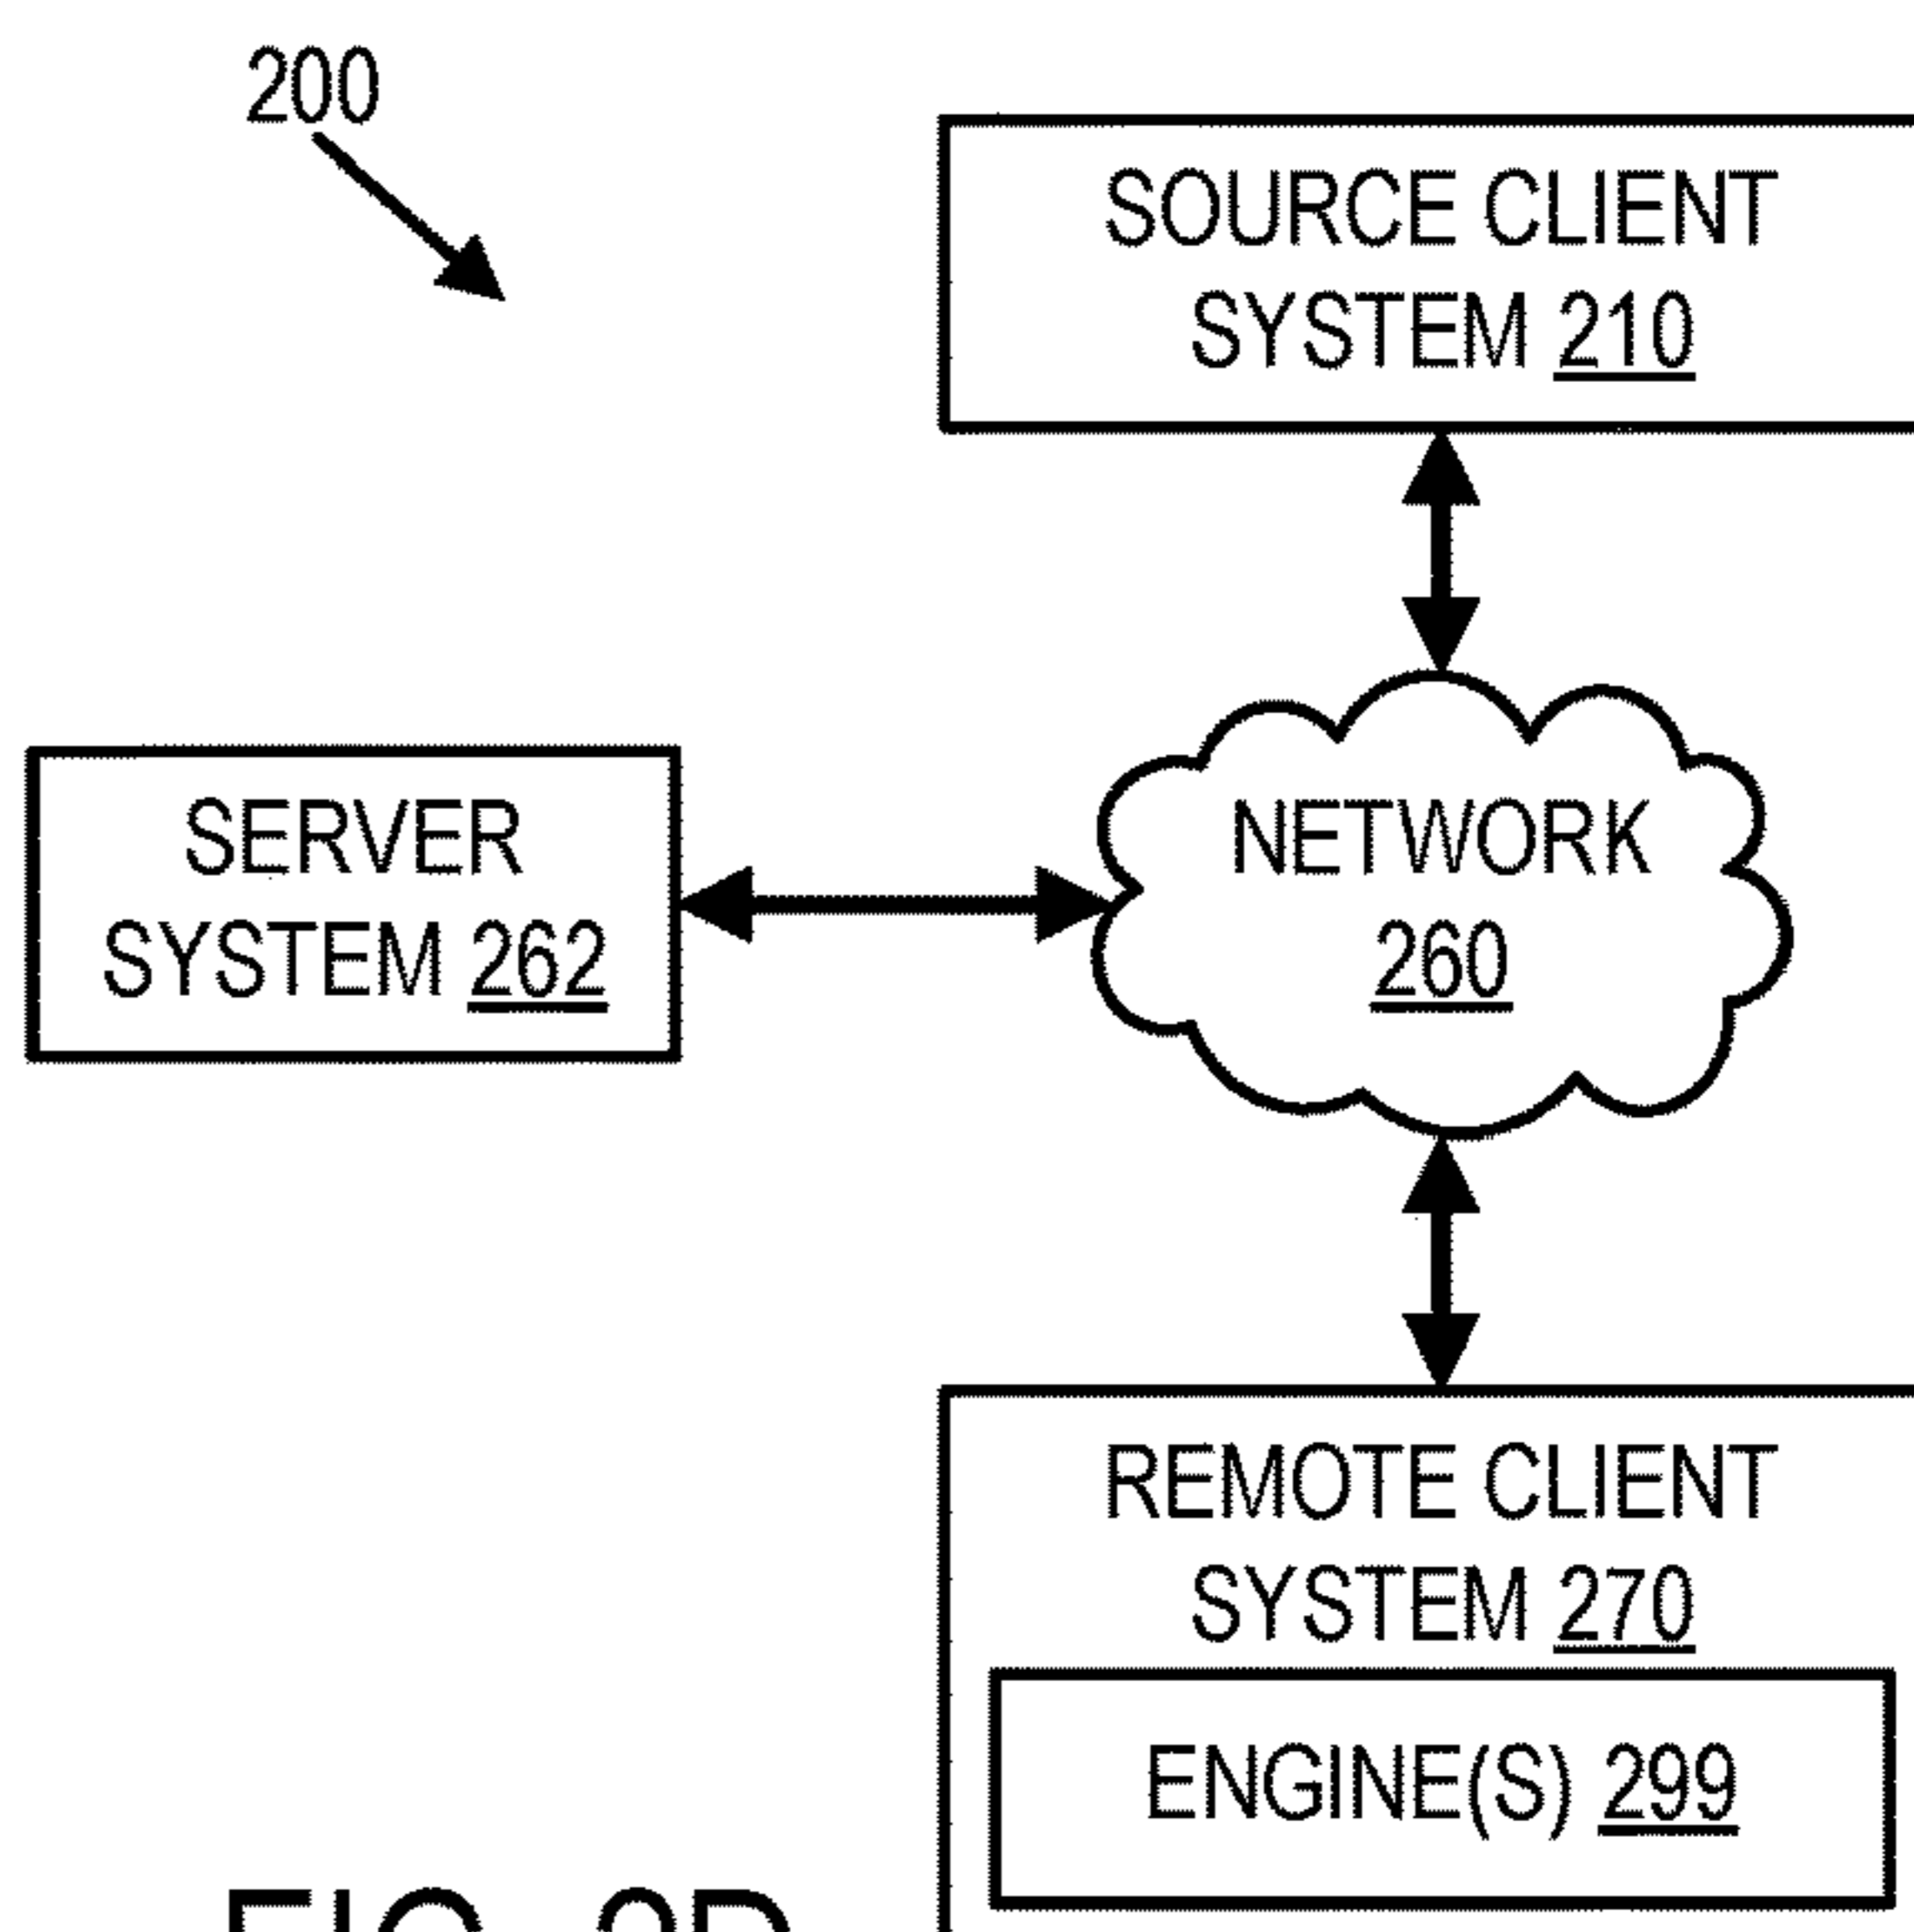 200
SOURCE CLIENT
SYSTEM 210
NETWORK
260
SERVER
SYSTEM 262
REMOTE CLIENT
SYSTEM 270
ENGINE(S) 299